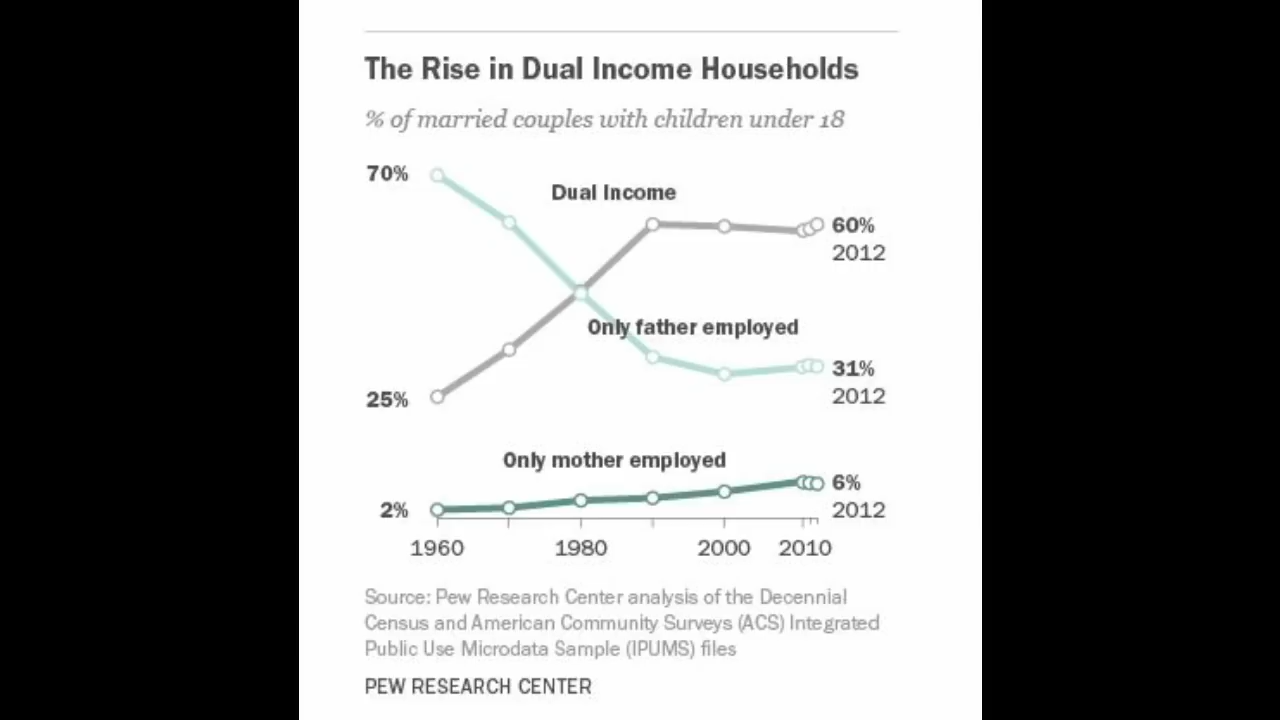 The Rise in Dual Income Households
% of married couples with children under 18
70%
Dual Income
60%
2012
Only father employed
31%
2012
25%
Only mother employed
6%
2%
2012
1960 1980 2000 2010
Source: Pew Research Center analysis of the Decennial
Census and American Community Surveys (ACS) Integrated
Public Use Microdata Sample (IPUMS) files
PEW RESEARCH CENTER